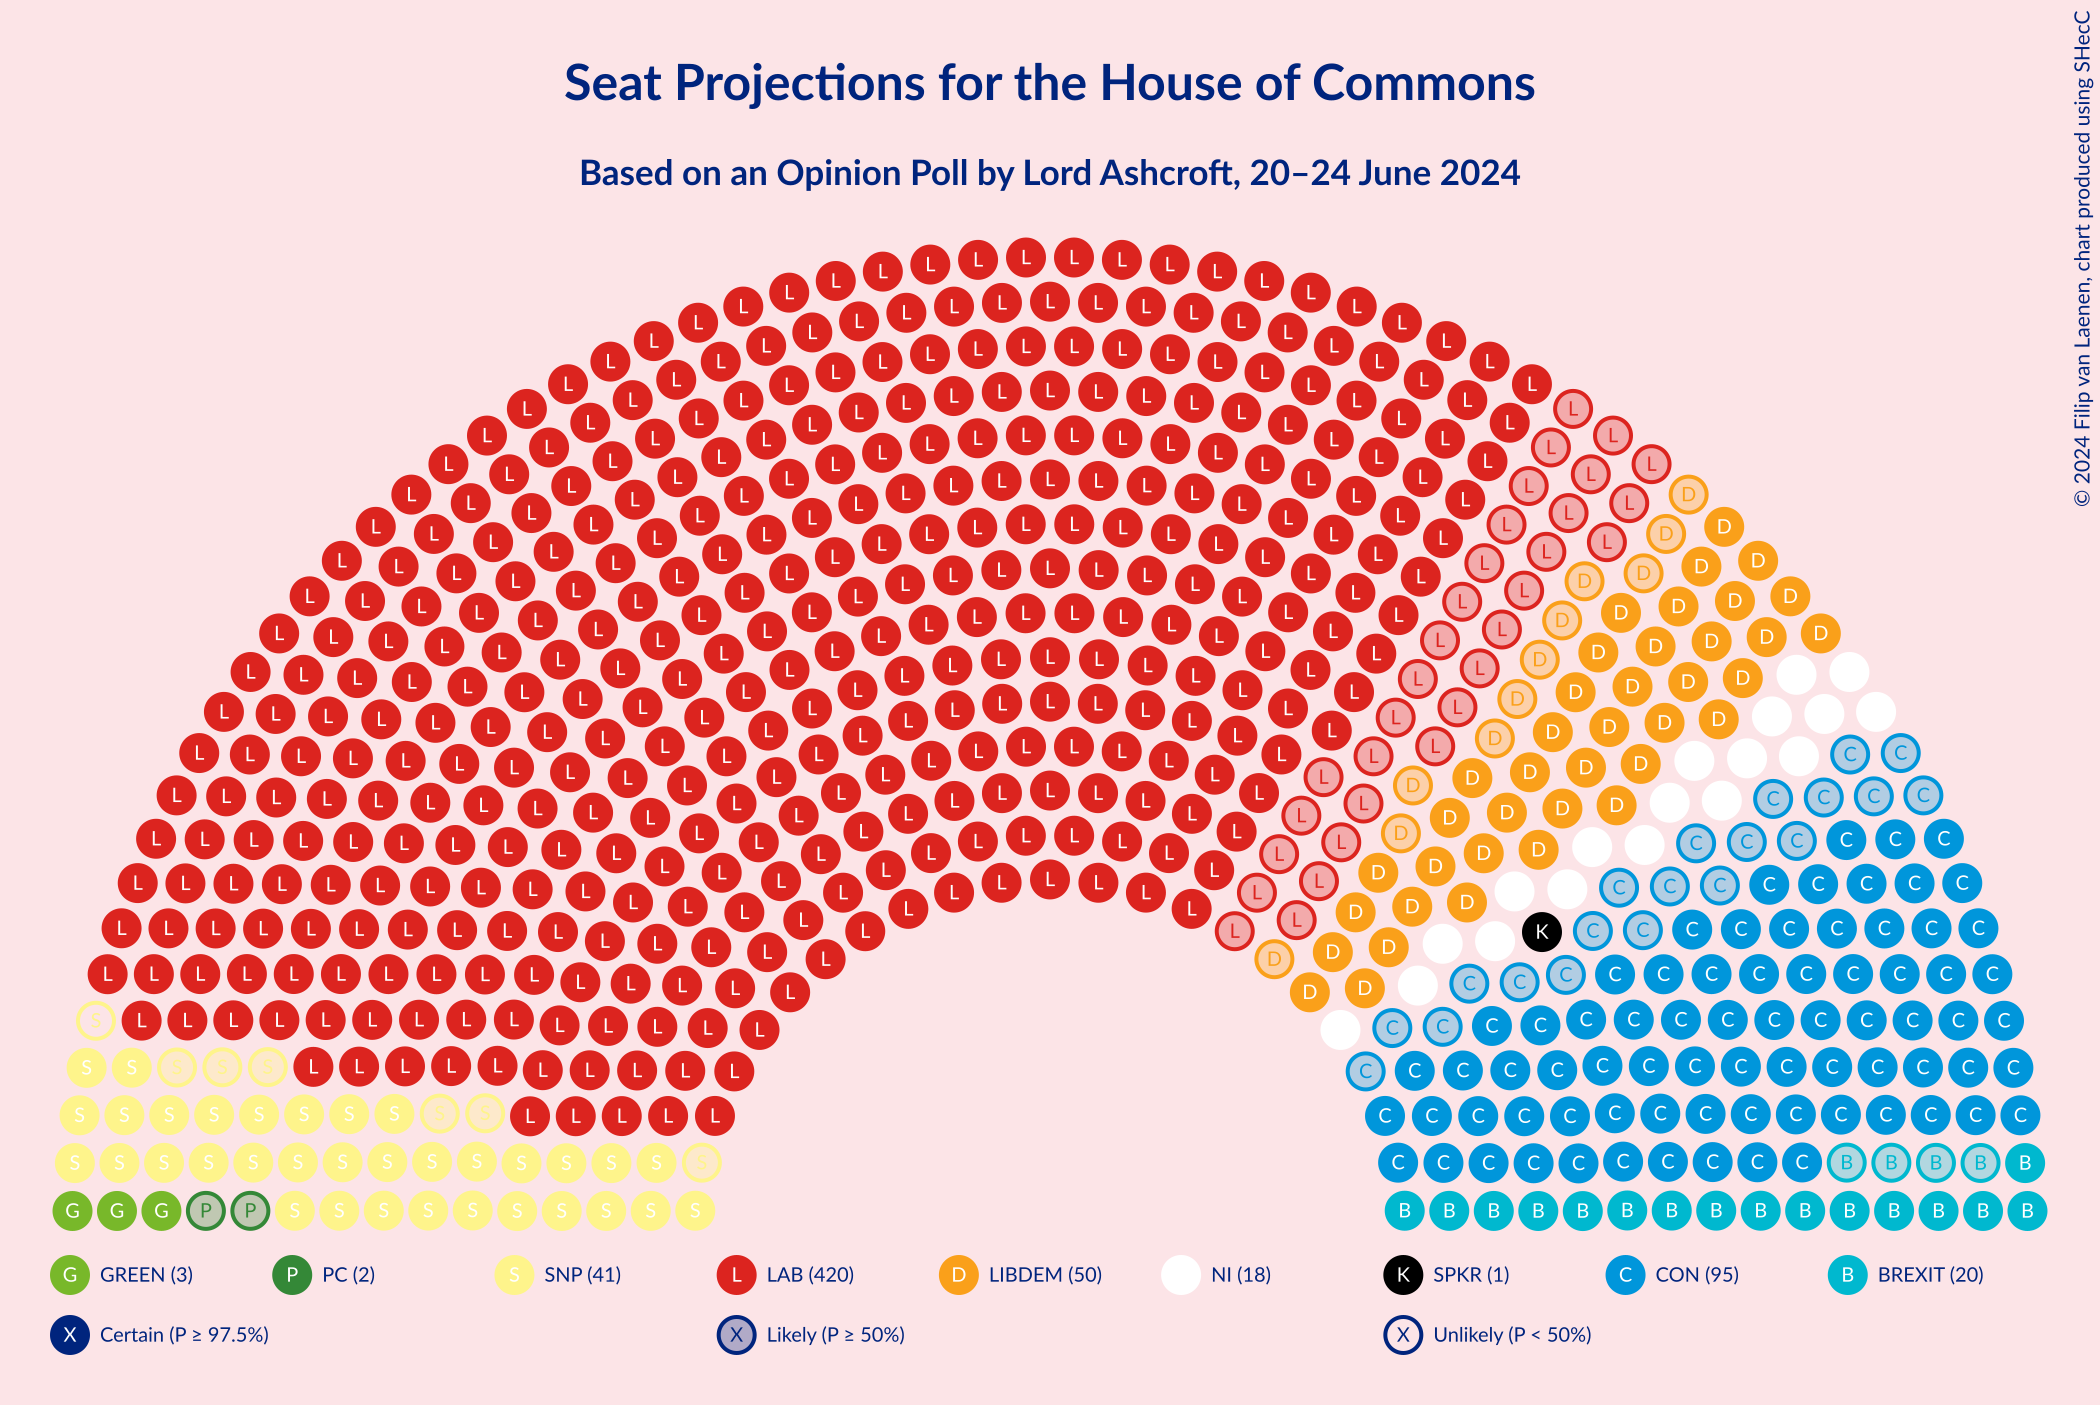 Seat Projections for the House of Commons
Based on an Opinion Poll by Lord Ashcroft, 20–24 June 2024
© 2024 Filip van Laenen, chart produced using SHecC
G GREEN (3)
P PC (2)
S SNP (41)
L LAB (420)
D LIBDEM (50)
NI (18)
K SPKR (1)
C CON (95)
B BREXIT (20)
X Certain (P ≥ 97.5%)
X Likely (P ≥ 50%)
X Unlikely (P < 50%)